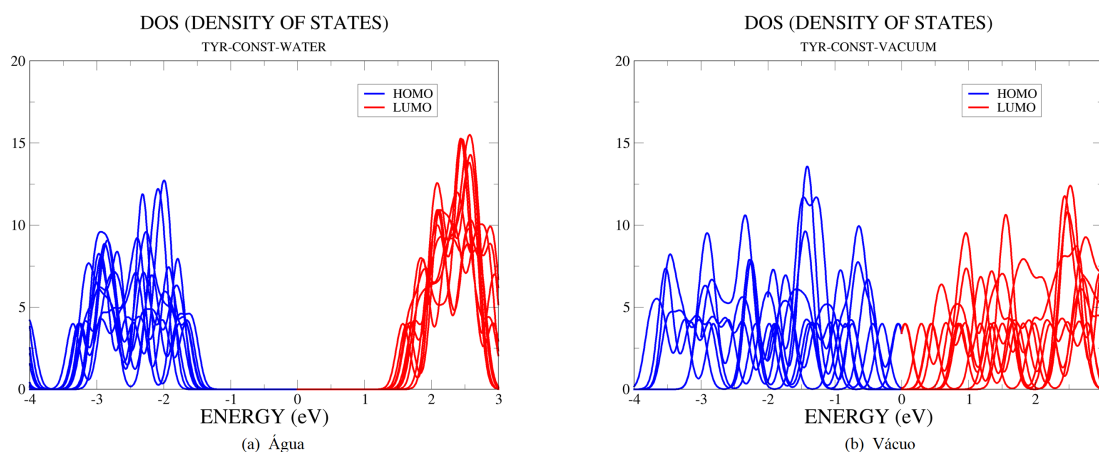 DOS (DENSITY OF STATES)
TYR-CONST-WATER
20
15
10
5
0
-4
-3
-2
-1
0
1
2
3
HOMO
LUMO
ENERGY (eV)
(a) Água
DOS (DENSITY OF STATES)
TYR-CONST-VACUUM
20
15
10
5
0
-4
-3
-2
-1
0
1
2
HOMO
LUMO
ENERGY (eV)
(b) Vácuo